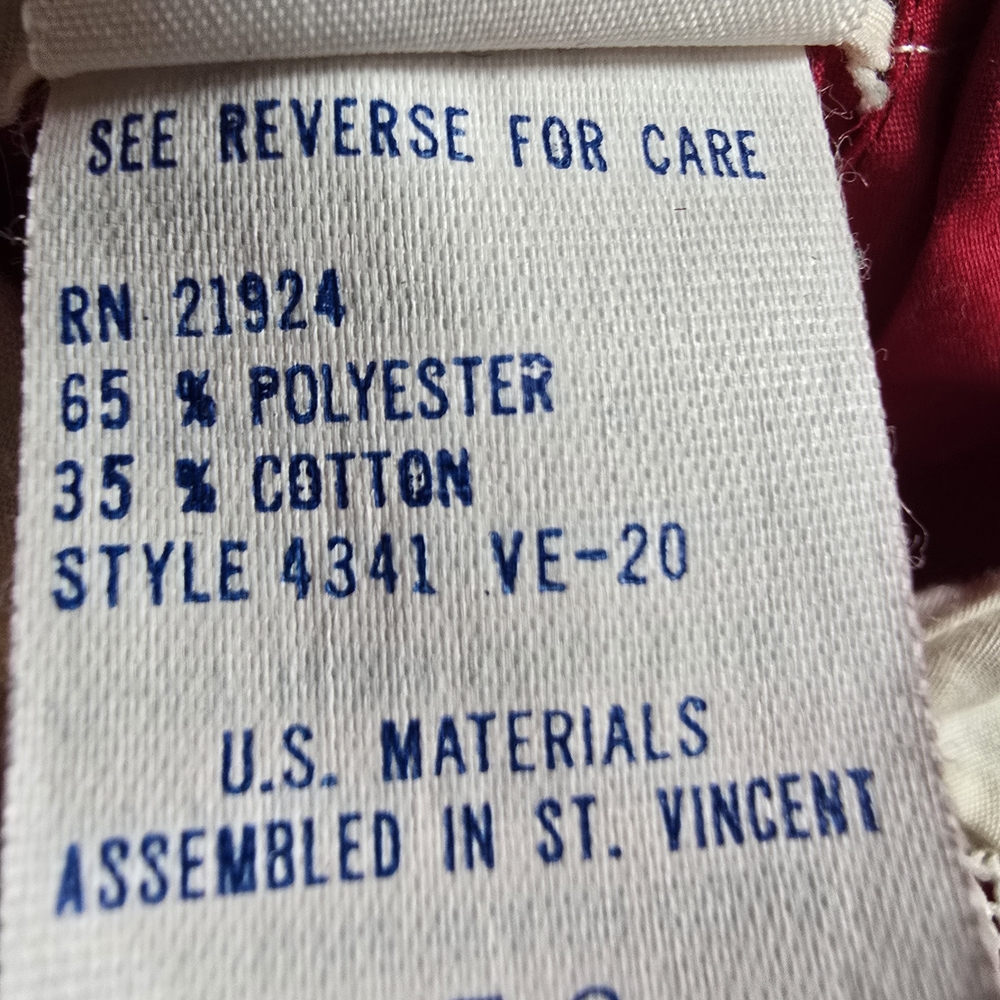 SEE REVERSE FOR CARE
RN 21924
65 % POLYESTER
35 % COTTON
STYLE 4341 VE-20
U.S. MATERIALS
ASSEMBLED IN ST. VINCENT